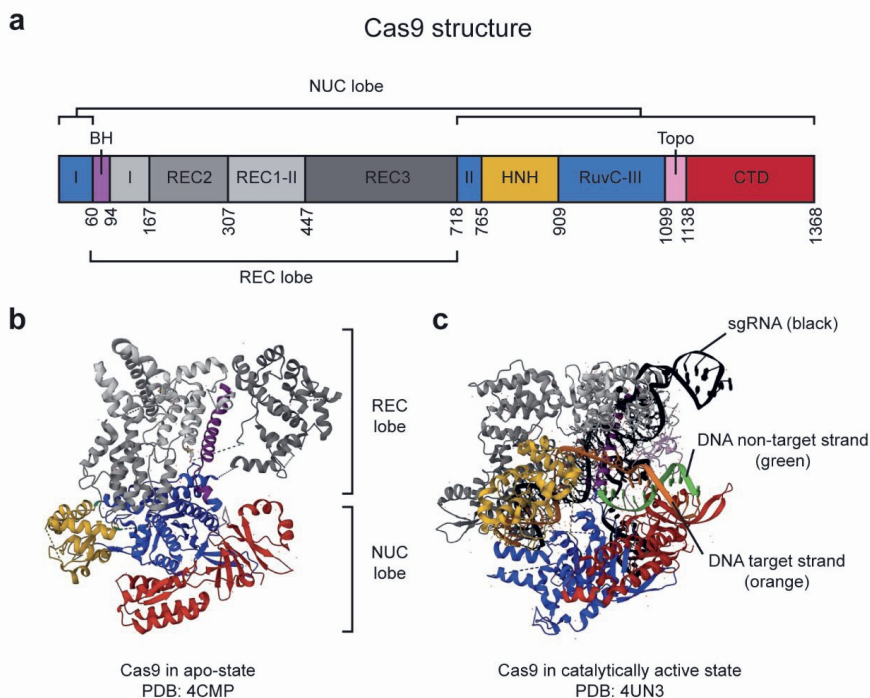 a
Cas9 structure
NUC lobe
BH
Topo
I
I
REC2
REC1-II
REC3
II
HNH
RuvC-III
CTD
60
94
167
307
447
718
765
909
1099
1138
1368
REC lobe
b
REC
lobe
NUC
lobe
Cas9 in apo-state
PDB: 4CMP
c
sgRNA (black)
DNA non-target strand
(green)
DNA target strand
(orange)
Cas9 in catalytically active state
PDB: 4UN3